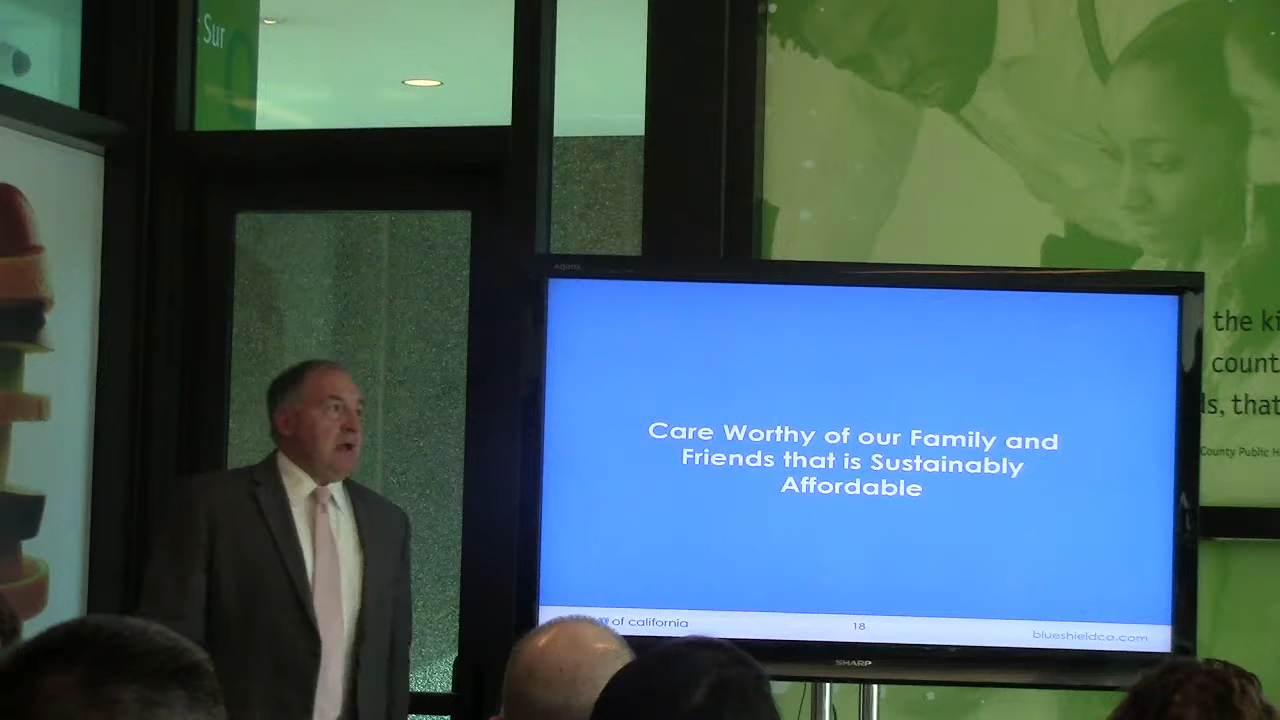 Sur
AQUOS
the ki
count
ls, that
County Public H
Care Worthy of our Family and
Friends that is Sustainably
Affordable
of california
18
blueshieldca.com
SHARP